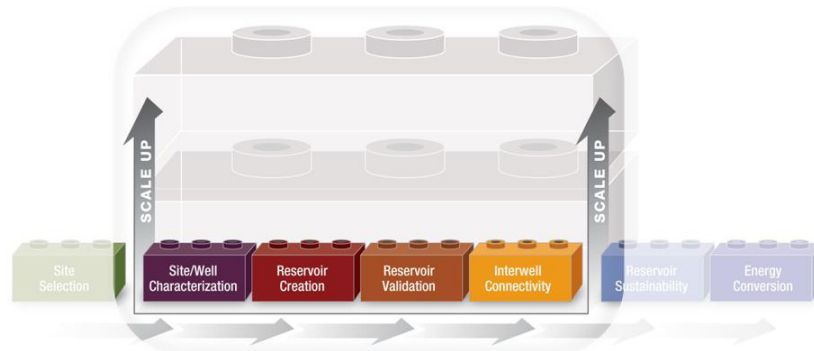 SCALE UP
SCALE UP
Site
Selection
Site/Well
Characterization
Reservoir
Creation
Reservoir
Validation
Interwell
Connectivity
Reservoir
Sustainability
Energy
Conversion